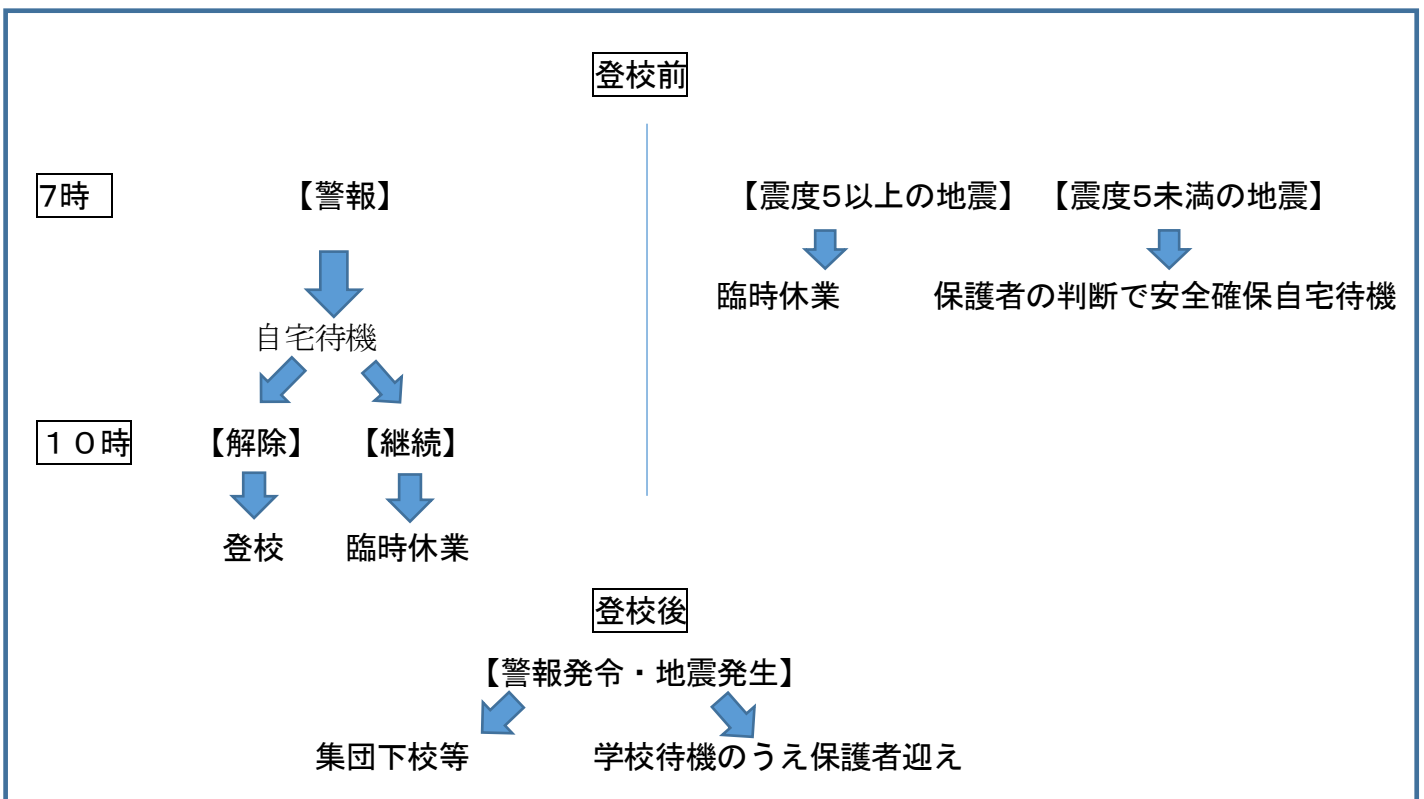 登校前
7時 【警報】 【震度5以上の地震】 【震度5未満の地震】
臨時休業 保護者の判断で安全確保自宅待機
自宅待機
１０時 【解除】 【継続】
登校 臨時休業
登校後
【警報発令・地震発生】
集団下校等 学校待機のうえ保護者迎え